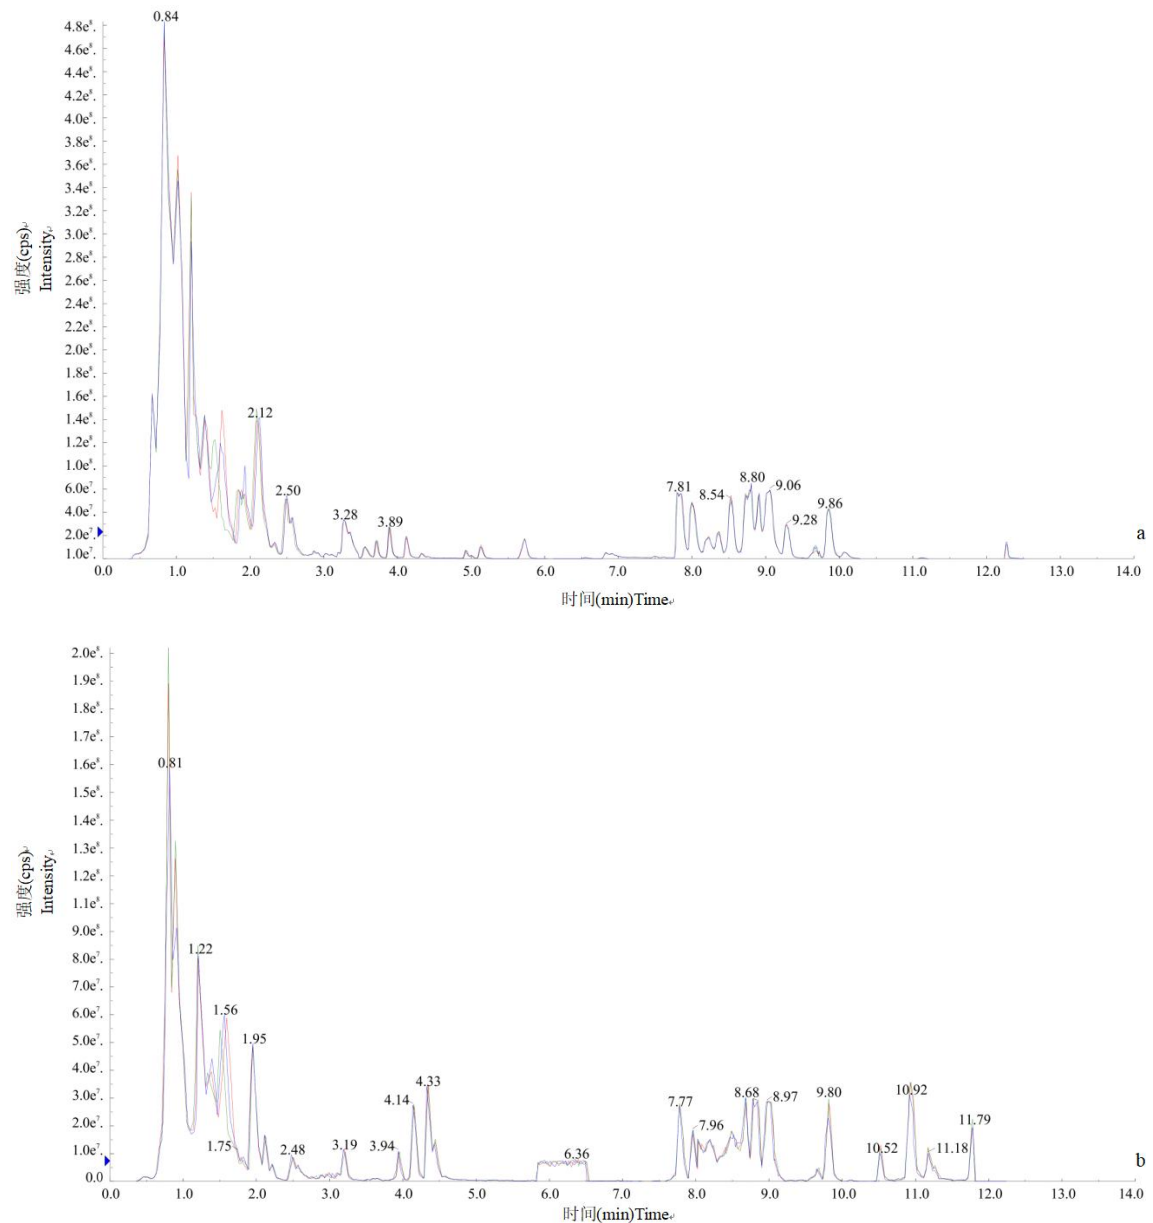 0.84
4.8e⁸.
4.6e⁸.
4.4e⁸.
4.2e⁸.
4.0e⁸.
3.8e⁸.
3.6e⁸.
3.4e⁸.
3.2e⁸.
3.0e⁸.
2.8e⁸.
2.6e⁸.
2.4e⁸.
2.2e⁸.
2.0e⁸.
1.8e⁸.
1.6e⁸.
1.4e⁸.
1.2e⁸.
1.0e⁸.
6.0e⁷.
4.0e⁷.
2.0e⁷.
1.0e⁷.
强度(cps)
Intensity
2.12
2.50
3.28
3.89
7.81
8.54
8.80
9.06
9.28
9.86
a
0.0 1.0 2.0 3.0 4.0 5.0 6.0 7.0 8.0 9.0 10.0 11.0 12.0 13.0 14.0
时间(min)Time
2.0e⁸.
1.9e⁸.
1.8e⁸.
1.7e⁸.
1.6e⁸.
1.5e⁸.
1.4e⁸.
1.3e⁸.
1.2e⁸.
1.1e⁸.
1.0e⁸.
9.0e⁸.
8.0e⁷.
7.0e⁷.
6.0e⁷.
5.0e⁷.
4.0e⁷.
3.0e⁷.
2.0e⁷.
1.0e⁷.
0.0
强度(cps)
Intensity
0.81
1.22
1.56
1.75
1.95
2.48
3.19
3.94
4.14
4.33
6.36
7.77
7.96
8.68
8.97
9.80
10.52
10.92
11.18
11.79
b
0.0 1.0 2.0 3.0 4.0 5.0 6.0 7.0 8.0 9.0 10.0 11.0 12.0 13.0 14.0
时间(min)Time